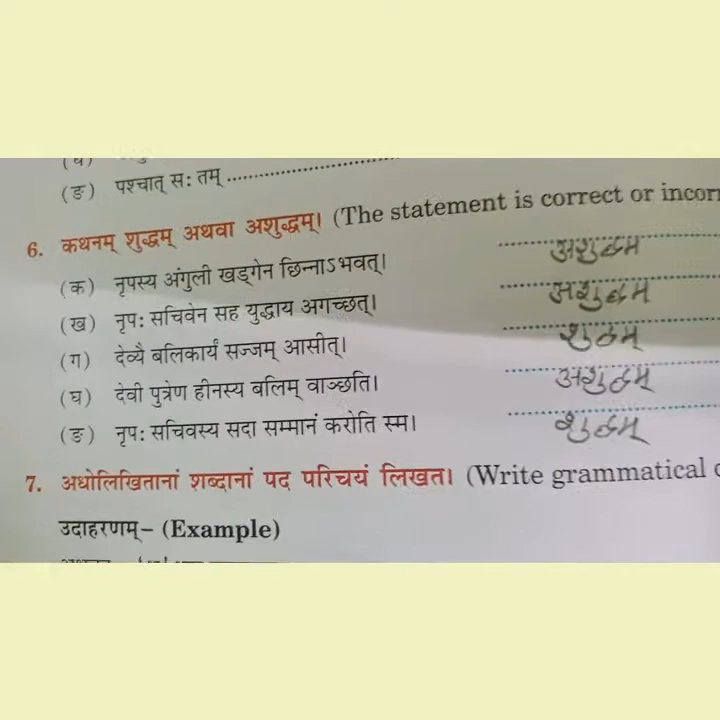 (ङ) पश्चात् सः तम् ..........................
6. कथनम् शुद्धम् अथवा अशुद्धम्। (The statement is correct or incor
(क) नृपस्य अंगुली खड्गेन छिन्नाऽभवत्। अशुद्धम
(ख) नृपः सचिवेन सह युद्धाय अगच्छत्। अशुद्धम
(ग) देव्यै बलिकार्यं सज्जम् आसीत्। शुद्धम्
(घ) देवी पुत्रेण हीनस्य बलिम् वाञ्छति। अशुद्धम्
(ङ) नृपः सचिवस्य सदा सम्मानं करोति स्म। शुद्धम्
7. अधोलिखितानां शब्दानां पद परिचयं लिखत। (Write grammatical
उदाहरणम्– (Example)